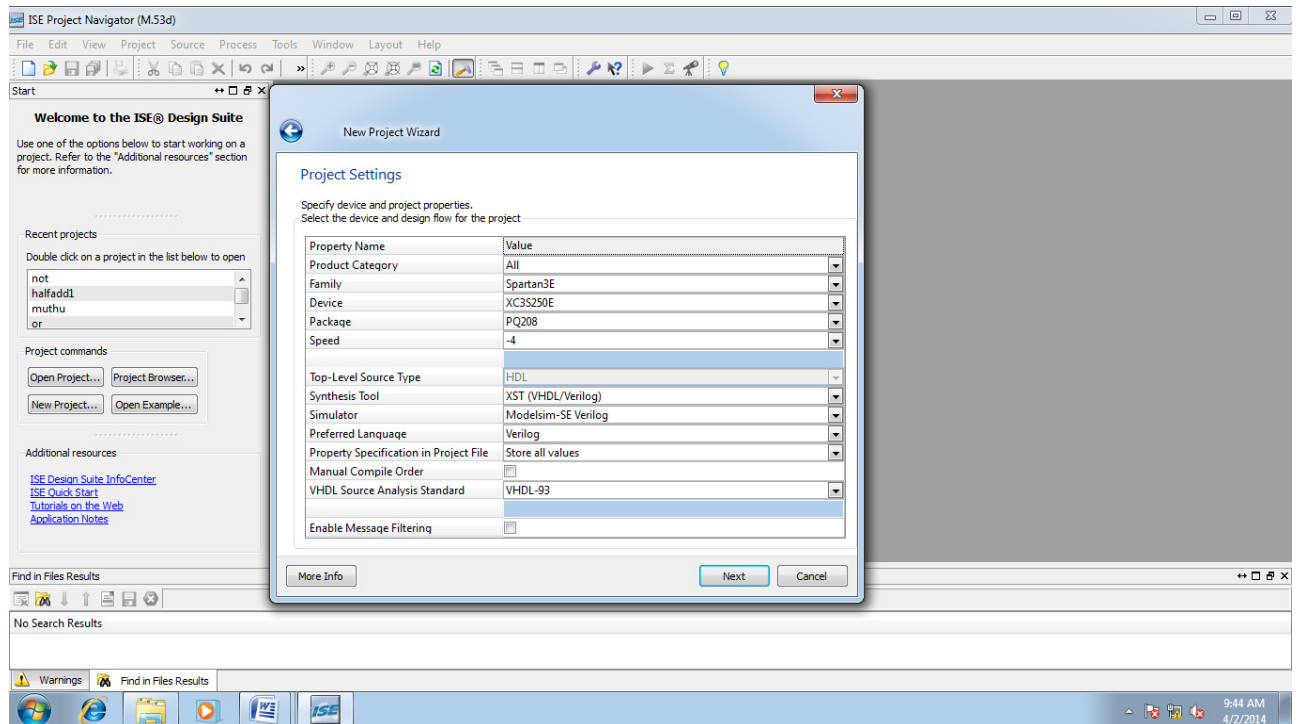 ISE Project Navigator (M.53d)
File Edit View Project Source Process Tools Window Layout Help
Start
Welcome to the ISE® Design Suite
Use one of the options below to start working on a
project. Refer to the "Additional resources" section
for more information.
Recent projects
Double click on a project in the list below to open
not
halfadd1
muthu
or
Project commands
Open Project... Project Browser...
New Project... Open Example...
Additional resources
ISE Design Suite InfoCenter
ISE Quick Start
Tutorials on the Web
Application Notes
New Project Wizard
Project Settings
Specify device and project properties.
Select the device and design flow for the project
Property Name Value
Product Category All
Family Spartan3E
Device XC3S250E
Package PQ208
Speed -4
Top-Level Source Type HDL
Synthesis Tool XST (VHDL/Verilog)
Simulator Modelsim-SE Verilog
Preferred Language Verilog
Property Specification in Project File Store all values
Manual Compile Order
VHDL Source Analysis Standard VHDL-93
Enable Message Filtering
More Info Next Cancel
Find in Files Results
No Search Results
Warnings Find in Files Results
ISE
9:44 AM
4/2/2014